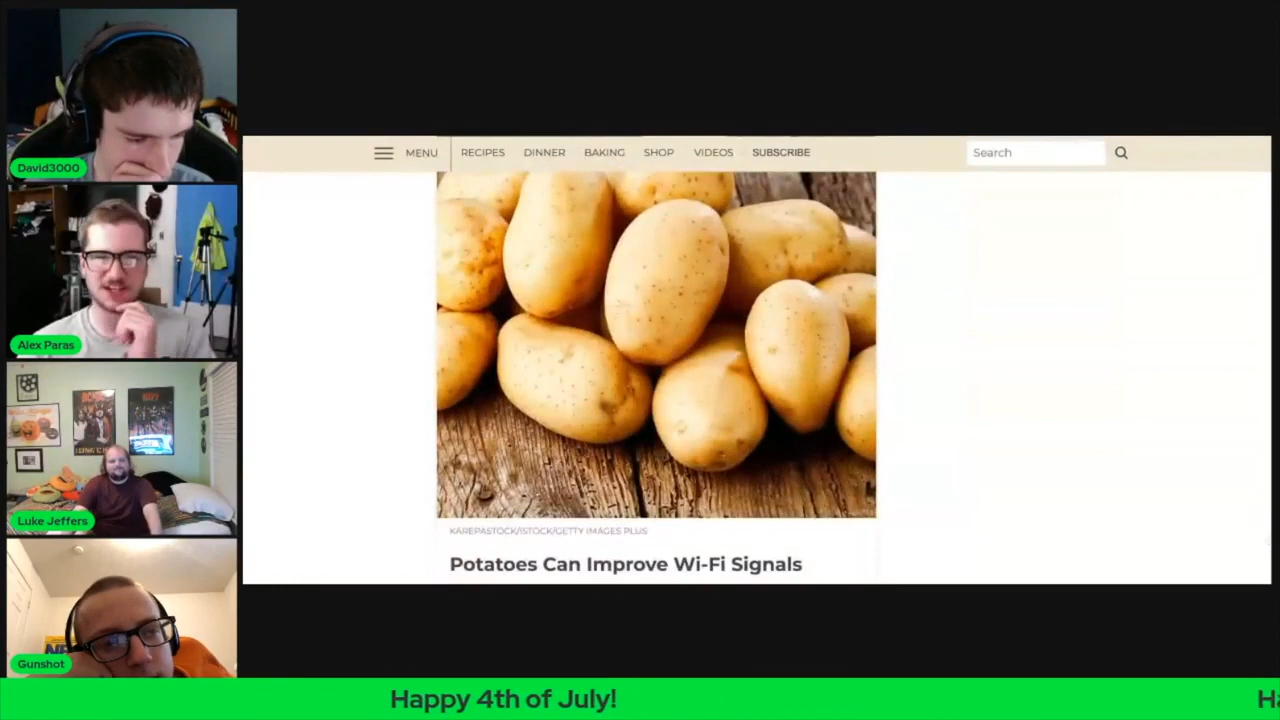 David3000
Alex Paras
Luke Jeffers
Gunshot
MENU
RECIPES
DINNER
BAKING
SHOP
VIDEOS
SUBSCRIBE
Search
KAREPASTOCK/ISTOCK/GETTY IMAGES PLUS
Potatoes Can Improve Wi-Fi Signals
Happy 4th of July!